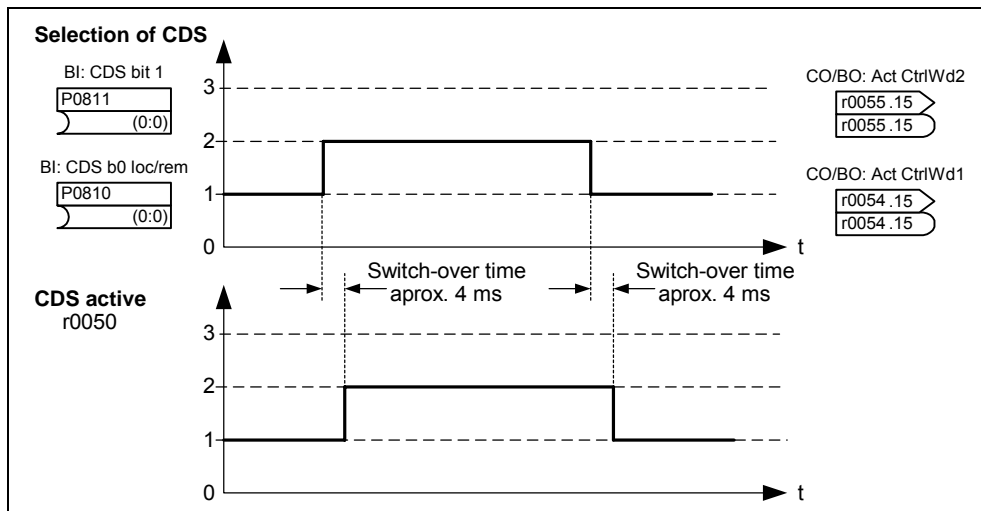 Selection of CDS
BI: CDS bit 1
P0811
(0:0)
BI: CDS b0 loc/rem
P0810
(0:0)
3
2
1
0
t
CO/BO: Act CtrlWd2
r0055 .15
r0055 .15
CO/BO: Act CtrlWd1
r0054 .15
r0054 .15
Switch-over time
aprox. 4 ms
Switch-over time
aprox. 4 ms
CDS active
r0050
3
2
1
0
t